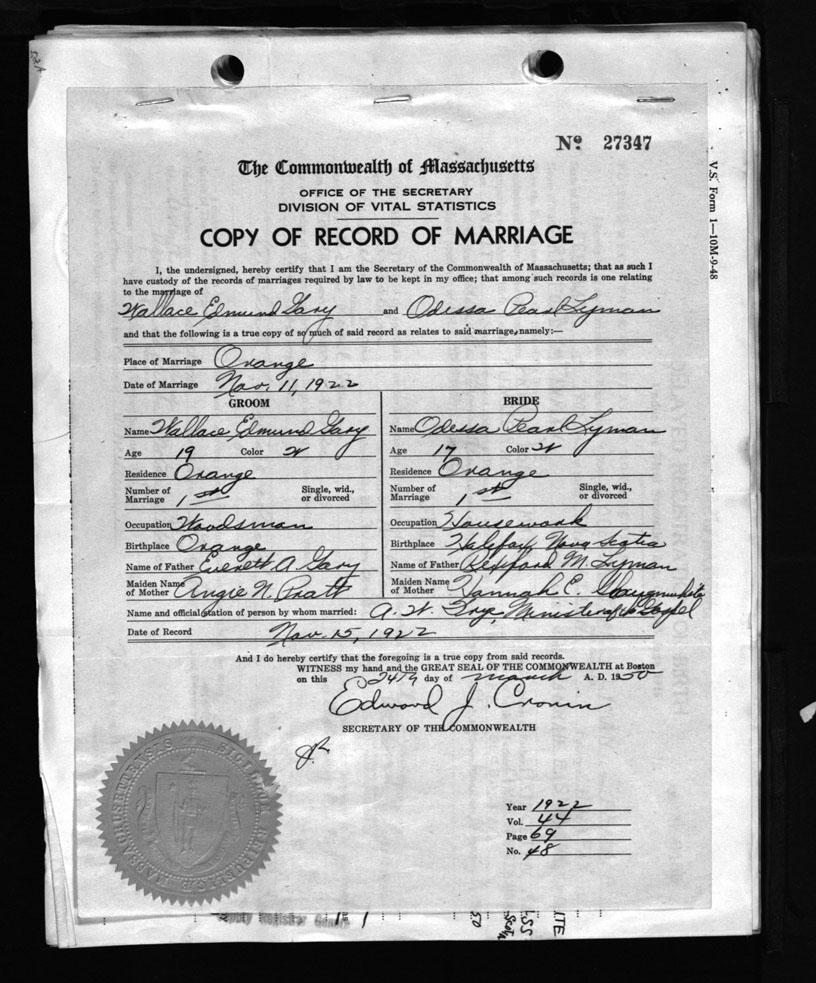 Nº 27347
The Commonwealth of Massachusetts
OFFICE OF THE SECRETARY
DIVISION OF VITAL STATISTICS
COPY OF RECORD OF MARRIAGE
V.S. Form 1—10M-9-48
I, the undersigned, hereby certify that I am the Secretary of the Commonwealth of Massachusetts; that as such I
have custody of the records of marriages required by law to be kept in my office; that among such records is one relating
to the marriage of
Wallace Edmund Gary and Odessa Pearl Lyman
and that the following is a true copy of so much of said record as relates to said marriage, namely:—
Place of Marriage Orange
Date of Marriage Nov. 11, 1922
GROOM
Name Wallace Edmund Gary
Age 19 Color W
Residence Orange
Number of Marriage 1st Single, wid., or divorced
Occupation Woodsman
Birthplace Orange
Name of Father Everett A. Gary
Maiden Name of Mother Angie N. Pratt
BRIDE
Name Odessa Pearl Lyman
Age 17 Color W
Residence Orange
Number of Marriage 1st Single, wid., or divorced
Occupation Housework
Birthplace Halifax Nova Scotia
Name of Father Rexford M. Lyman
Maiden Name of Mother Hannah E.
Name and official station of person by whom married: A. W. Minister of the Gospel
Date of Record Nov. 15, 1922
And I do hereby certify that the foregoing is a true copy from said records.
WITNESS my hand and the GREAT SEAL OF THE COMMONWEALTH at Boston
on this 24th day of March A. D. 1950
Edward J. Cronin
SECRETARY OF THE COMMONWEALTH
Year 1922
Vol. 44
Page 69
No. 48